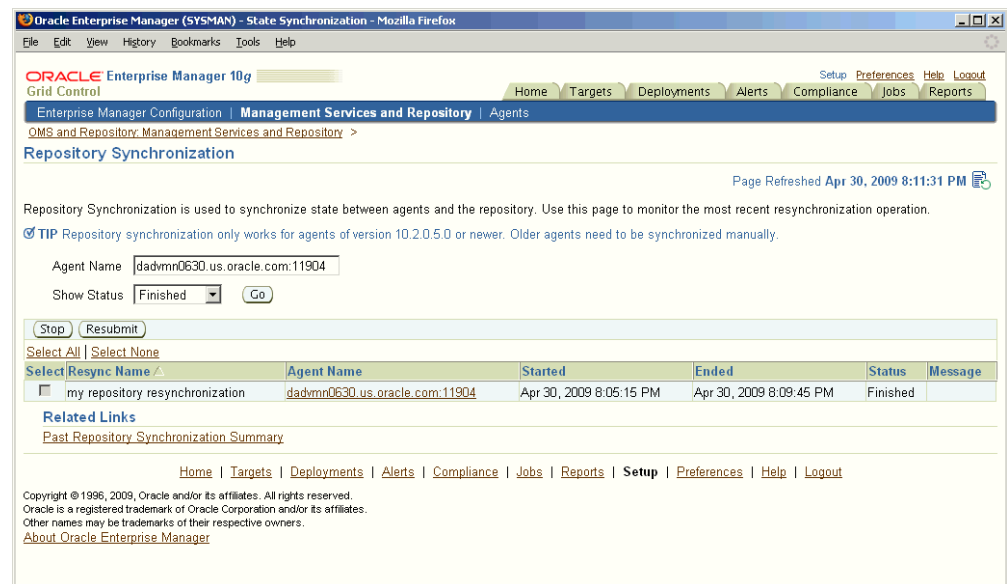 Oracle Enterprise Manager (SYSMAN) - State Synchronization - Mozilla Firefox
File Edit View History Bookmarks Tools Help
ORACLE Enterprise Manager 10g
Grid Control
Setup Preferences Help Logout
Home Targets Deployments Alerts Compliance Jobs Reports
Enterprise Manager Configuration | Management Services and Repository | Agents
OMS and Repository: Management Services and Repository >
Repository Synchronization
Page Refreshed Apr 30, 2009 8:11:31 PM
Repository Synchronization is used to synchronize state between agents and the repository. Use this page to monitor the most recent resynchronization operation.
TIP Repository synchronization only works for agents of version 10.2.0.5.0 or newer. Older agents need to be synchronized manually.
Agent Name dadvmn0630.us.oracle.com:11904
Show Status Finished Go
Stop Resubmit
Select All | Select None
Select Resync Name Agent Name Started Ended Status Message
my repository resynchronization dadvmn0630.us.oracle.com:11904 Apr 30, 2009 8:05:15 PM Apr 30, 2009 8:09:45 PM Finished
Related Links
Past Repository Synchronization Summary
Home | Targets | Deployments | Alerts | Compliance | Jobs | Reports | Setup | Preferences | Help | Logout
Copyright © 1996, 2009, Oracle and/or its affiliates. All rights reserved.
Oracle is a registered trademark of Oracle Corporation and/or its affiliates.
Other names may be trademarks of their respective owners.
About Oracle Enterprise Manager